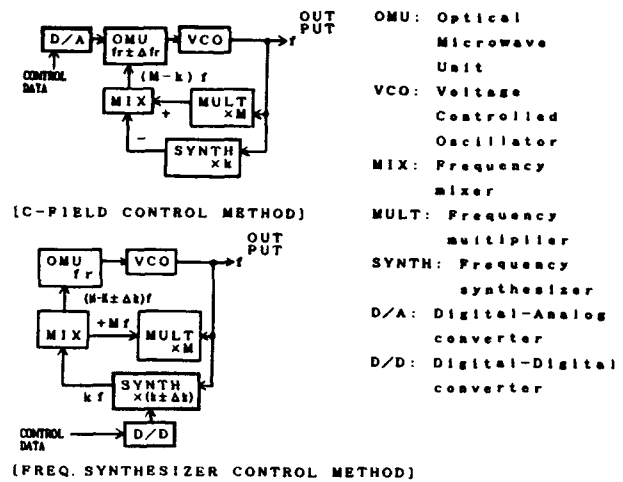 OUT
PUT
D/A
OMU
fr±Δfr
VCO
f
CONTROL
DATA
(M-k) f
MIX
+
MULT
×M
−
SYNTH
×k
[C-FIELD CONTROL METHOD]
OUT
PUT
OMU
fr
VCO
f
(M-K±Δk)f
MIX
+Mf
MULT
×M
kf
SYNTH
×(k±Δk)
CONTROL
DATA
D/D
[FREQ. SYNTHESIZER CONTROL METHOD]
OMU: Optical
Microwave
Unit
VCO: Voltage
Controlled
Oscillator
MIX: Frequency
mixer
MULT: Frequency
multiplier
SYNTH: Frequency
synthesizer
D/A: Digital-Analog
converter
D/D: Digital-Digital
converter